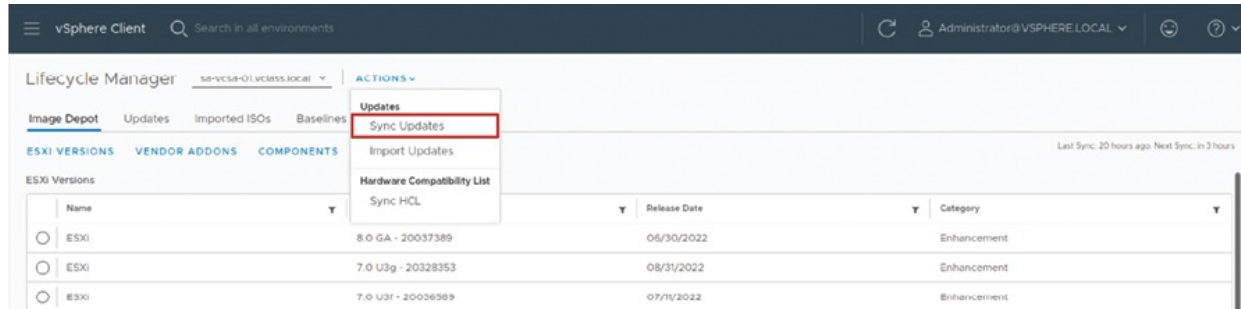 vSphere Client Search in all environments Administrator@VSPHERE.LOCAL
Lifecycle Manager sa-vcsa-01.vclass.local ACTIONS
Updates
Image Depot Updates Imported ISOs Baselines Sync Updates
ESXI VERSIONS VENDOR ADDONS COMPONENTS Import Updates Last Sync: 20 hours ago. Next Sync: in 3 hours
ESXi Versions Hardware Compatibility List
Sync HCL
Name Release Date Category
ESXi 8.0 GA - 20037389 06/30/2022 Enhancement
ESXi 7.0 U3g - 20328353 08/31/2022 Enhancement
ESXi 7.0 U3f - 20036589 07/11/2022 Enhancement